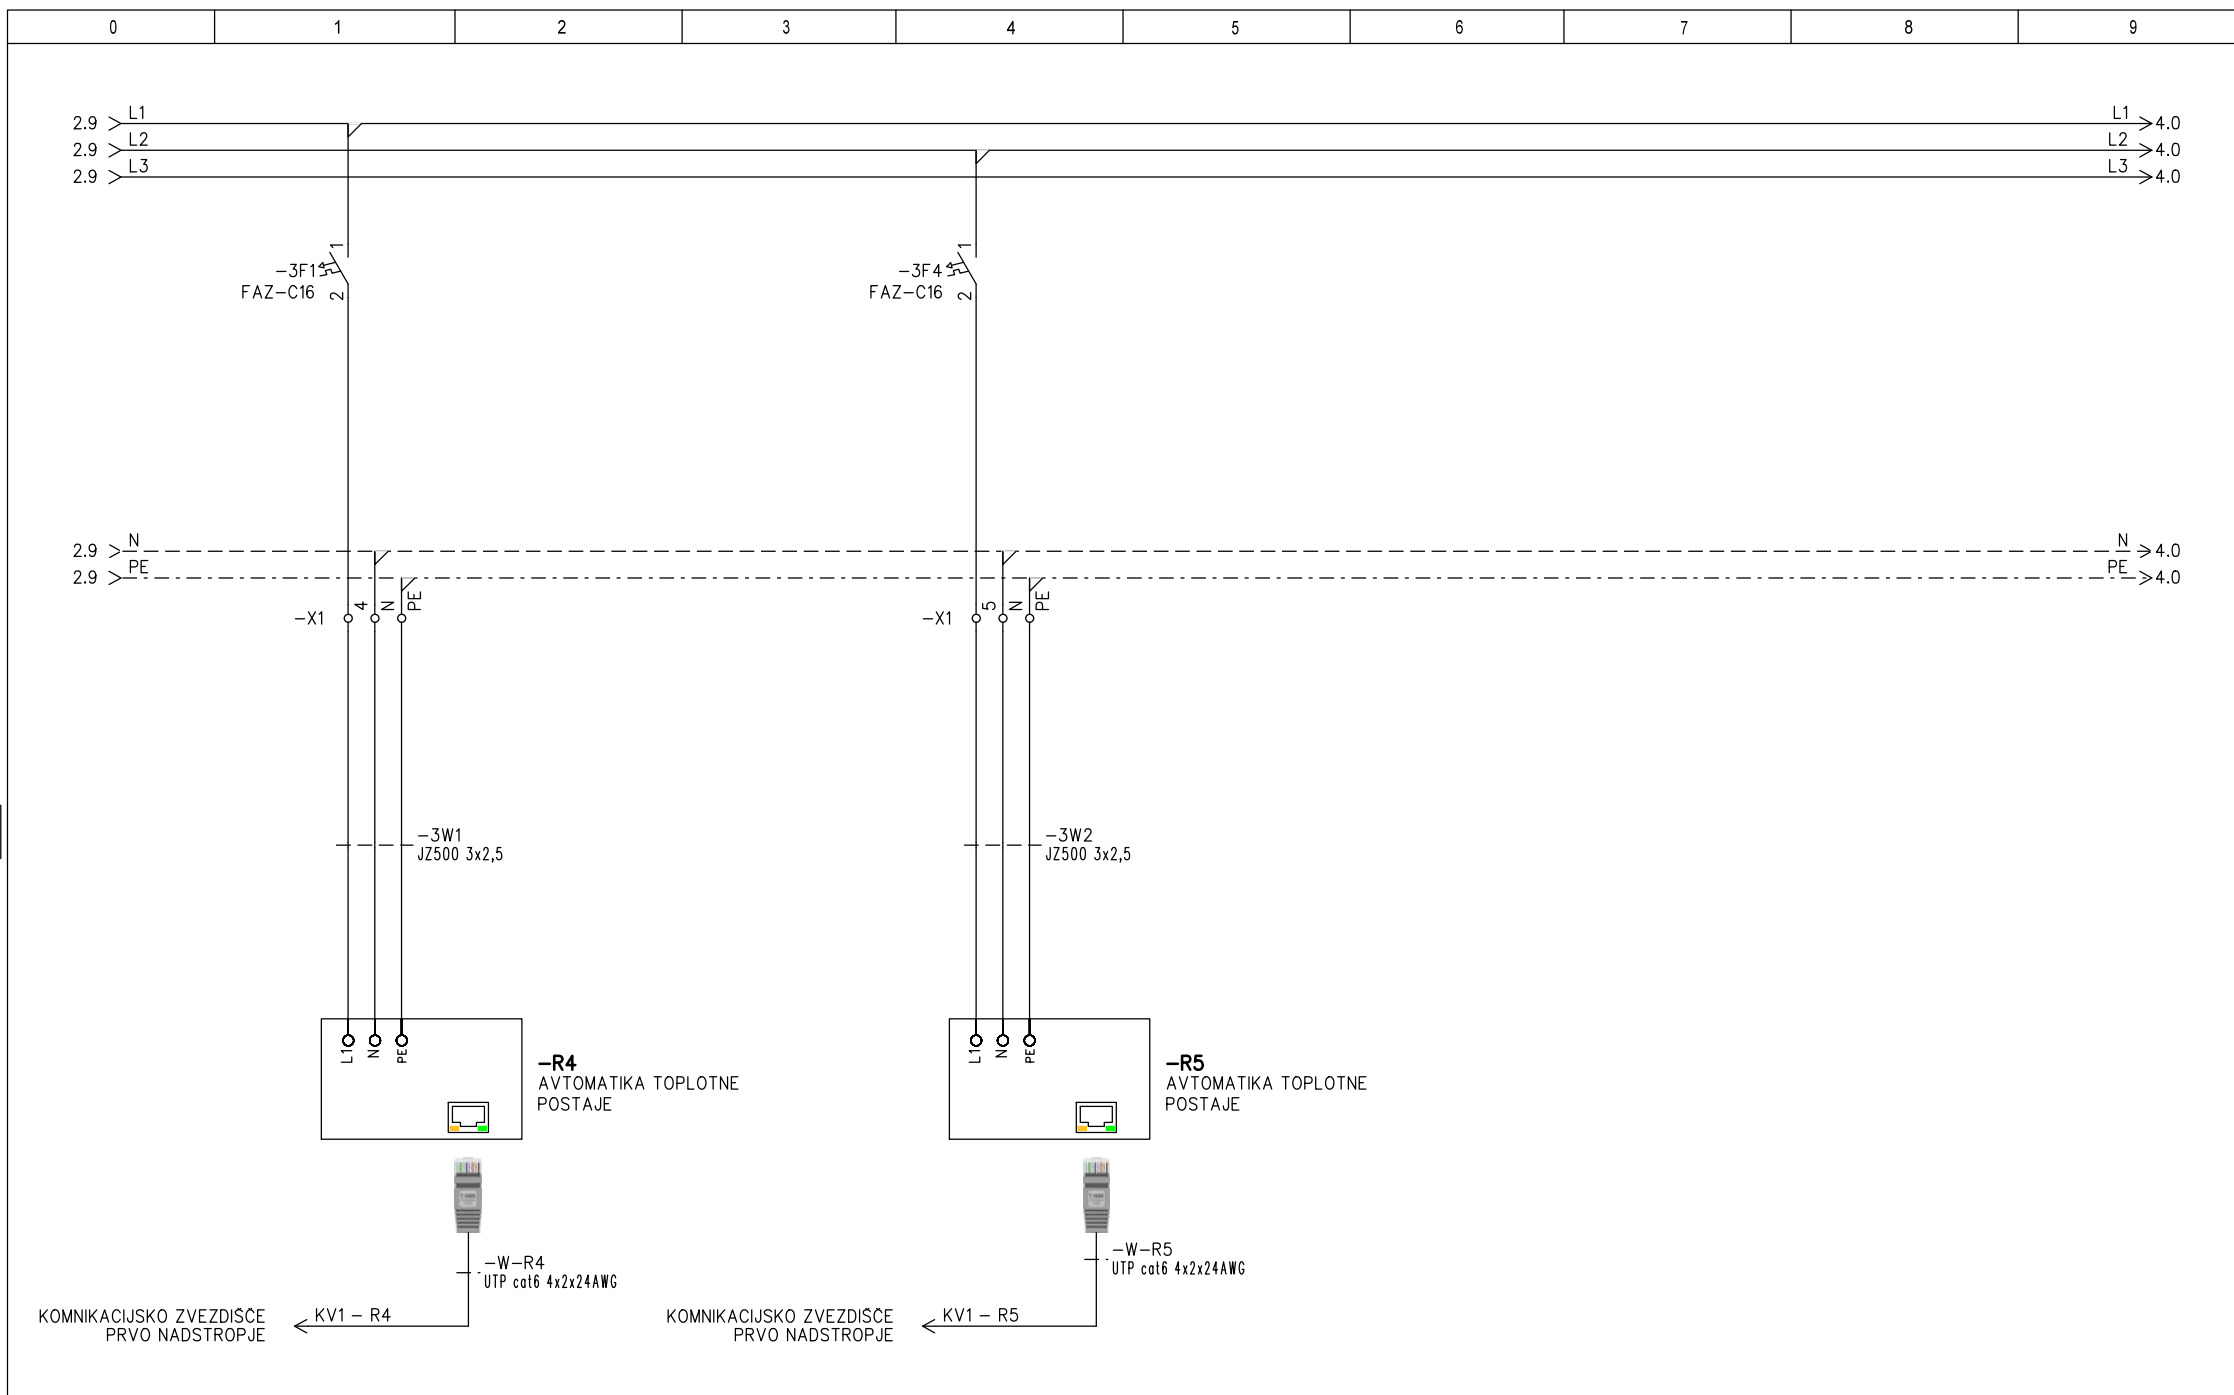 0 1 2 3 4 5 6 7 8 9
2.9 L1 L1 4.0
2.9 L2 L2 4.0
2.9 L3 L3 4.0
1 1
-3F1 -3F4
FAZ-C16 2 FAZ-C16 2
2.9 N N 4.0
2.9 PE PE 4.0
4 N PE 5 N PE
-X1 -X1
-3W1 -3W2
JZ500 3x2,5 JZ500 3x2,5
L1 N PE L1 N PE
-R4 -R5
AVTOMATIKA TOPLOTNE AVTOMATIKA TOPLOTNE
POSTAJE POSTAJE
-W-R4 -W-R5
UTP cat6 4x2x24AWG UTP cat6 4x2x24AWG
KOMNIKACIJSKO ZVEZDIŠČE KV1 - R4 KOMNIKACIJSKO ZVEZDIŠČE KV1 - R5
PRVO NADSTROPJE PRVO NADSTROPJE